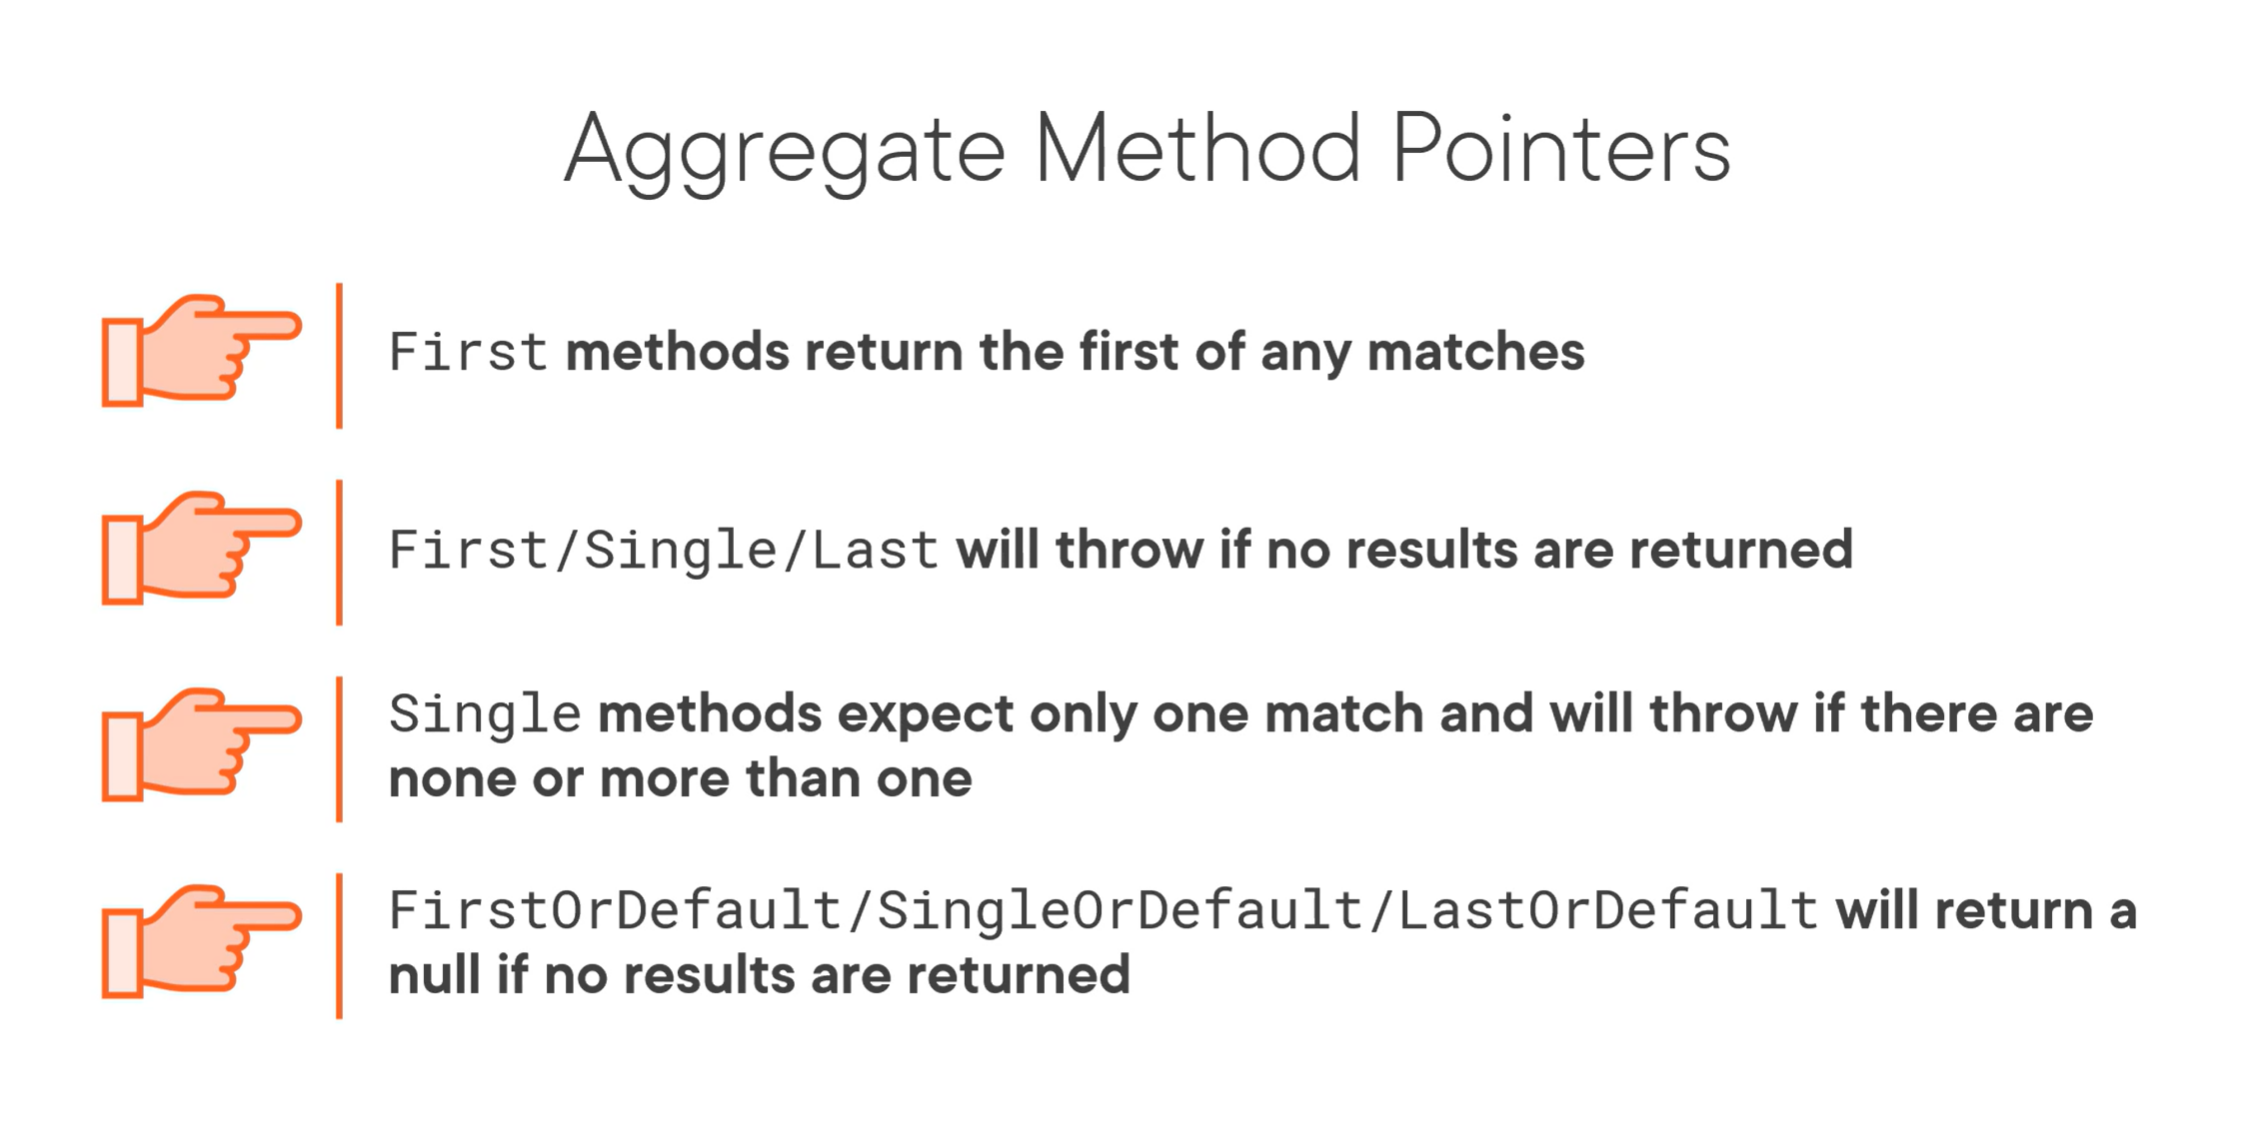 Aggregate Method Pointers
First methods return the first of any matches
First/Single/Last will throw if no results are returned
Single methods expect only one match and will throw if there are
none or more than one
FirstOrDefault/SingleOrDefault/LastOrDefault will return a
null if no results are returned